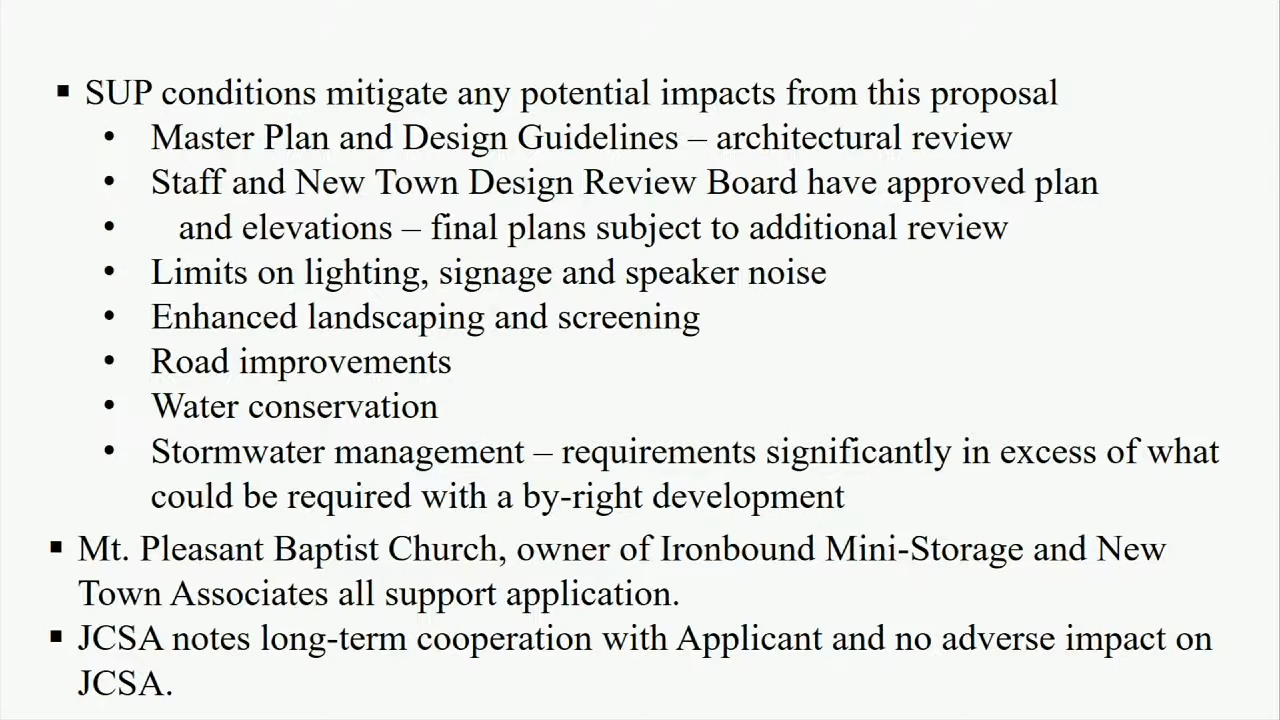 ▪ SUP conditions mitigate any potential impacts from this proposal
• Master Plan and Design Guidelines – architectural review
• Staff and New Town Design Review Board have approved plan
• and elevations – final plans subject to additional review
• Limits on lighting, signage and speaker noise
• Enhanced landscaping and screening
• Road improvements
• Water conservation
• Stormwater management – requirements significantly in excess of what
could be required with a by-right development
▪ Mt. Pleasant Baptist Church, owner of Ironbound Mini-Storage and New
Town Associates all support application.
▪ JCSA notes long-term cooperation with Applicant and no adverse impact on
JCSA.